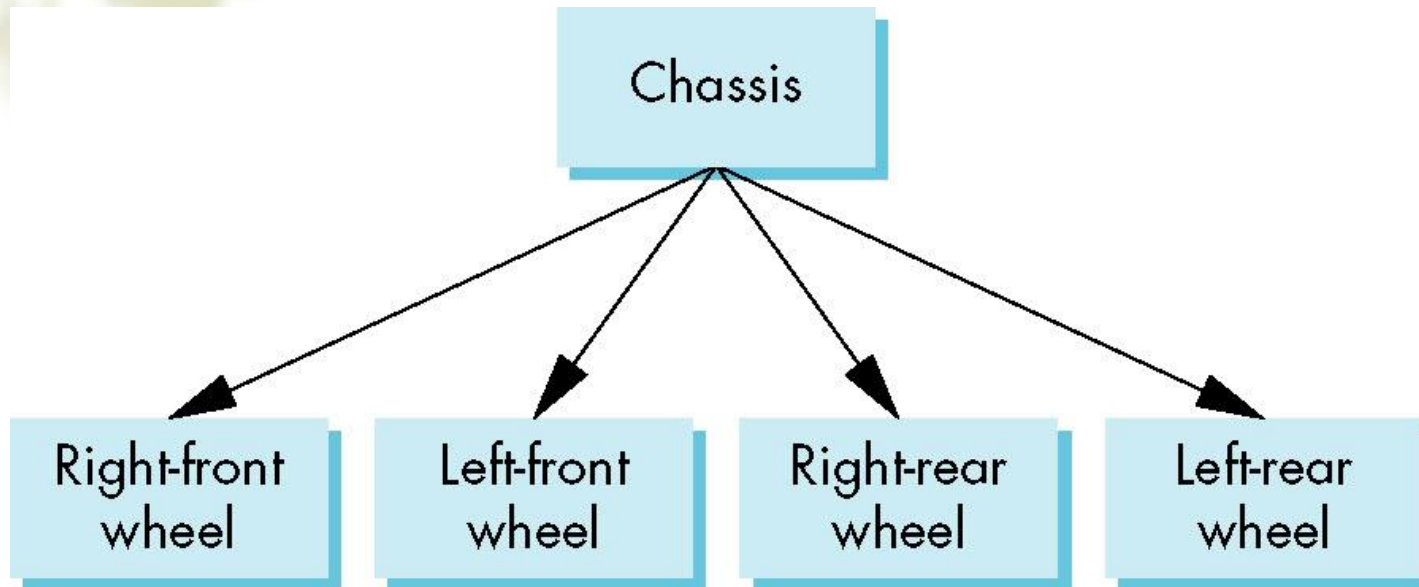 Chassis
Right-front
wheel
Left-front
wheel
Right-rear
wheel
Left-rear
wheel